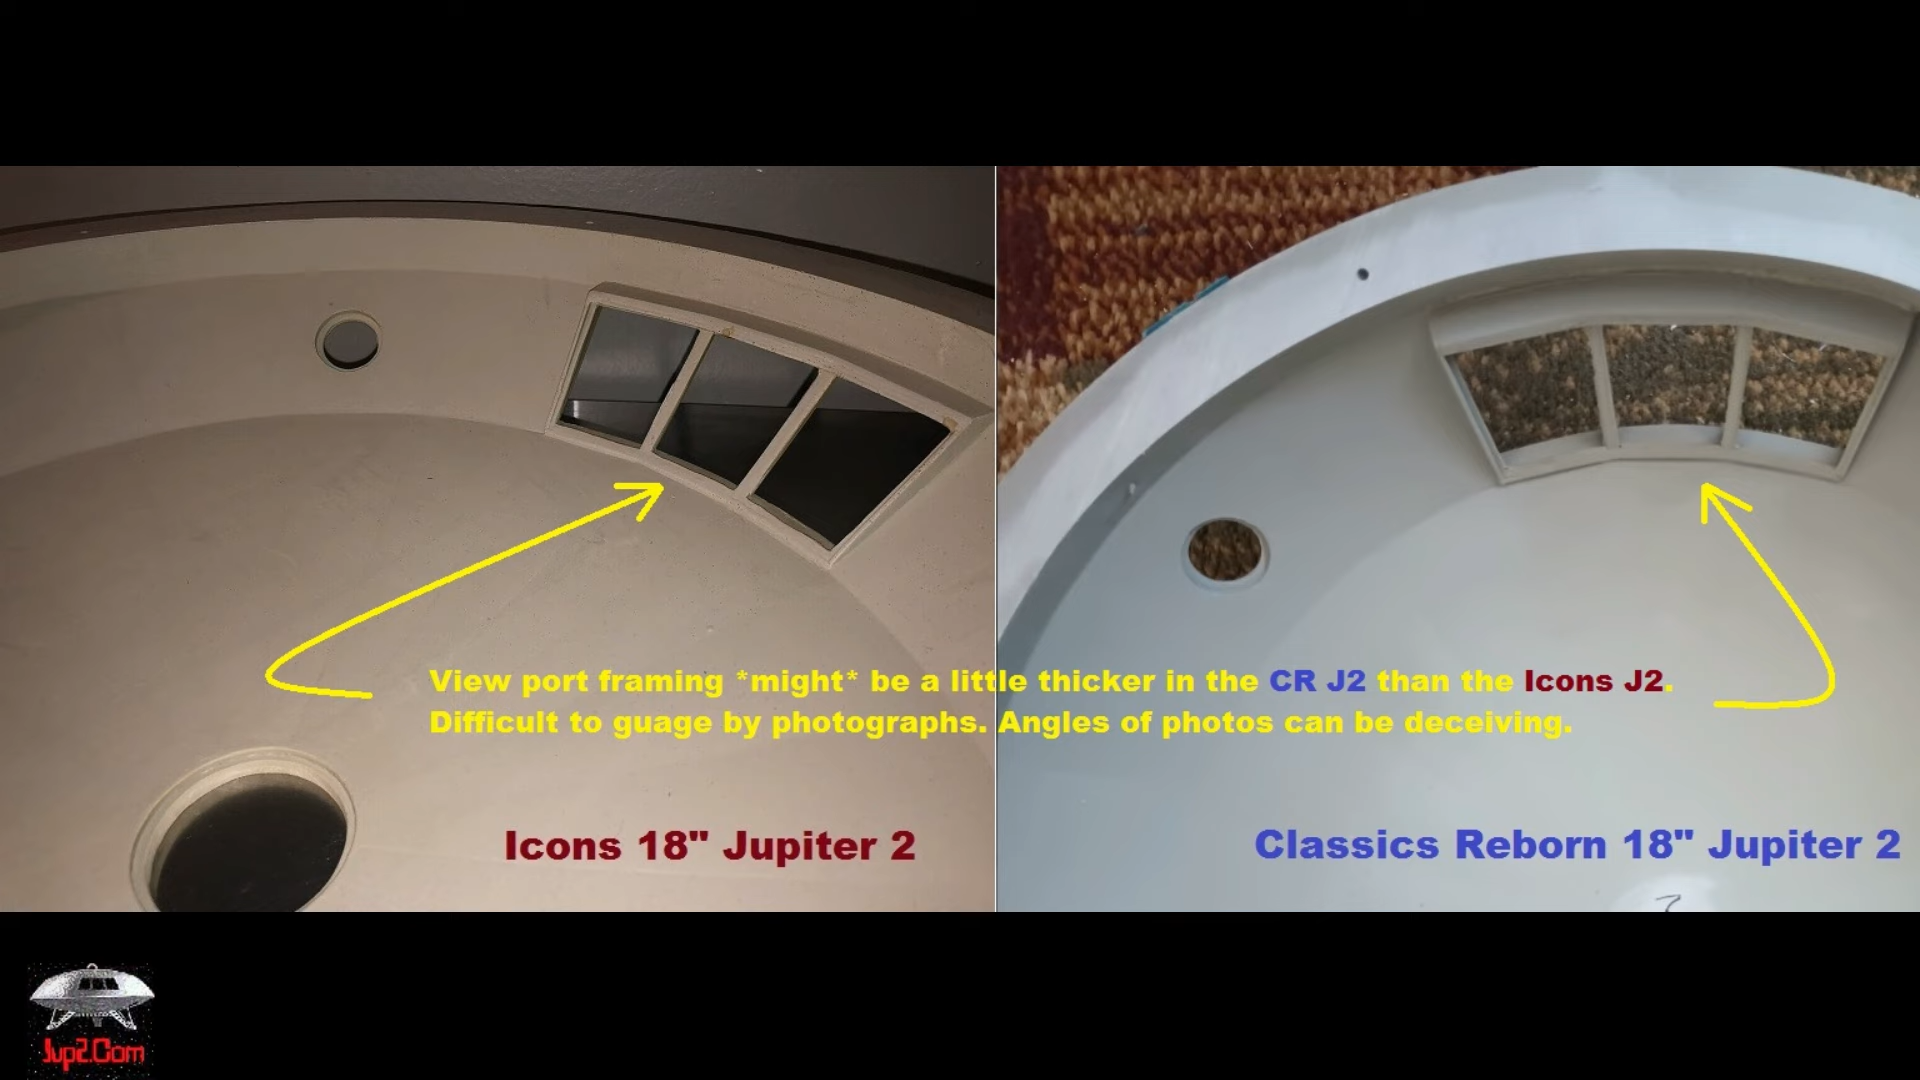 View port framing *might* be a little thicker in the CR J2 than the Icons J2.
Difficult to guage by photographs. Angles of photos can be deceiving.
Icons 18" Jupiter 2
Classics Reborn 18" Jupiter 2
Jup2.Com